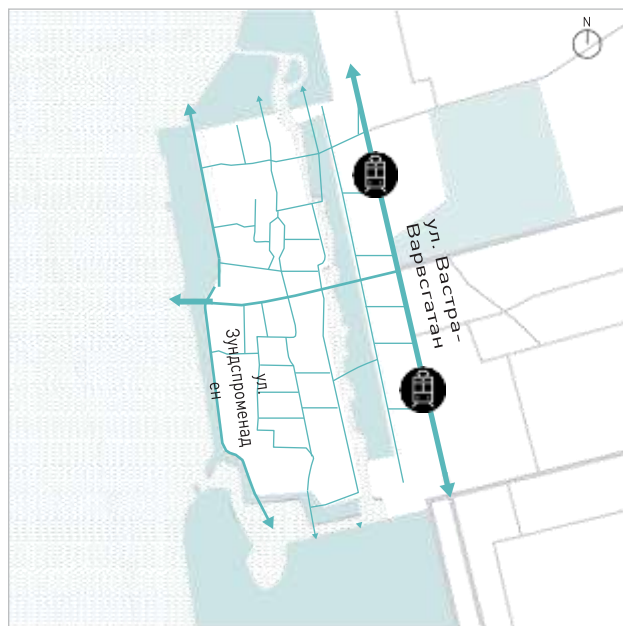 N
ул. Вастра-
Варвсгатан
ул.
Зундспроменад
ен